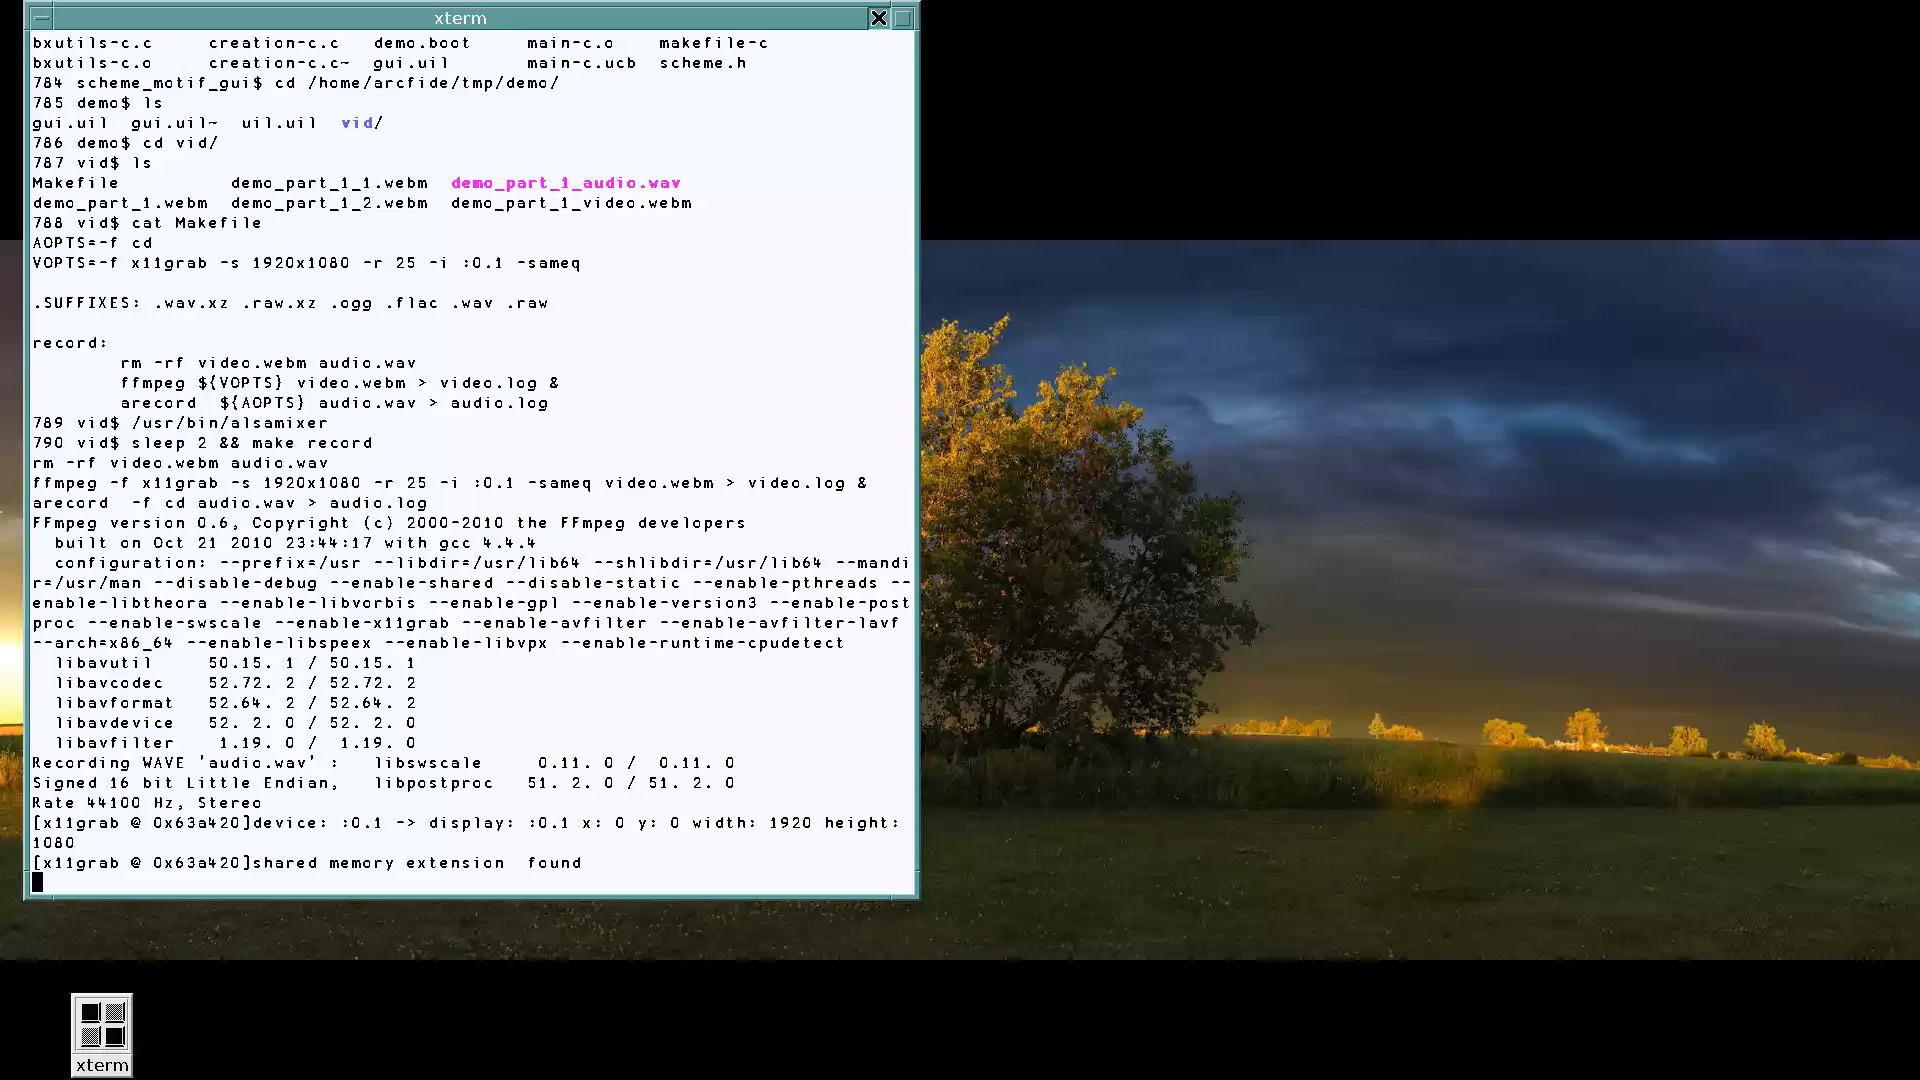 xterm
bxutils-c.c creation-c.c demo.boot main-c.o makefile-c
bxutils-c.o creation-c.c~ gui.uil main-c.ucb scheme.h
784 scheme_motif_gui$ cd /home/arcfide/tmp/demo/
785 demo$ ls
gui.uil gui.uil~ uil.uil vid/
786 demo$ cd vid/
787 vid$ ls
Makefile demo_part_1_1.webm demo_part_1_audio.wav
demo_part_1.webm demo_part_1_2.webm demo_part_1_video.webm
788 vid$ cat Makefile
AOPTS=-f cd
VOPTS=-f x11grab -s 1920x1080 -r 25 -i :0.1 -sameq
.SUFFIXES: .wav.xz .raw.xz .ogg .flac .wav .raw
record:
rm -rf video.webm audio.wav
ffmpeg ${VOPTS} video.webm > video.log &
arecord ${AOPTS} audio.wav > audio.log
789 vid$ /usr/bin/alsamixer
790 vid$ sleep 2 && make record
rm -rf video.webm audio.wav
ffmpeg -f x11grab -s 1920x1080 -r 25 -i :0.1 -sameq video.webm > video.log &
arecord -f cd audio.wav > audio.log
FFmpeg version 0.6, Copyright (c) 2000-2010 the FFmpeg developers
built on Oct 21 2010 23:44:17 with gcc 4.4.4
configuration: --prefix=/usr --libdir=/usr/lib64 --shlibdir=/usr/lib64 --mandi
r=/usr/man --disable-debug --enable-shared --disable-static --enable-pthreads --
enable-libtheora --enable-libvorbis --enable-gpl --enable-version3 --enable-post
proc --enable-swscale --enable-x11grab --enable-avfilter --enable-avfilter-lavf
--arch=x86_64 --enable-libspeex --enable-libvpx --enable-runtime-cpudetect
libavutil 50.15. 1 / 50.15. 1
libavcodec 52.72. 2 / 52.72. 2
libavformat 52.64. 2 / 52.64. 2
libavdevice 52. 2. 0 / 52. 2. 0
libavfilter 1.19. 0 / 1.19. 0
Recording WAVE 'audio.wav' : libswscale 0.11. 0 / 0.11. 0
Signed 16 bit Little Endian, libpostproc 51. 2. 0 / 51. 2. 0
Rate 44100 Hz, Stereo
[x11grab @ 0x63a420]device: :0.1 -> display: :0.1 x: 0 y: 0 width: 1920 height:
1080
[x11grab @ 0x63a420]shared memory extension found
xterm